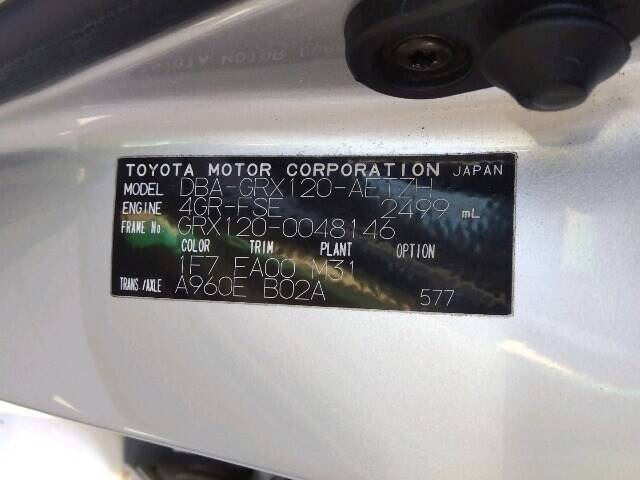 TOYOTA MOTOR CORPORATION JAPAN
MODEL DBA-GRX120-AETZH
ENGINE 4GR-FSE 2499 mL
FRAME No GRX120-0048146
COLOR TRIM PLANT OPTION
1F7 EA00 M31
TRANS/AXLE A960E B02A 577